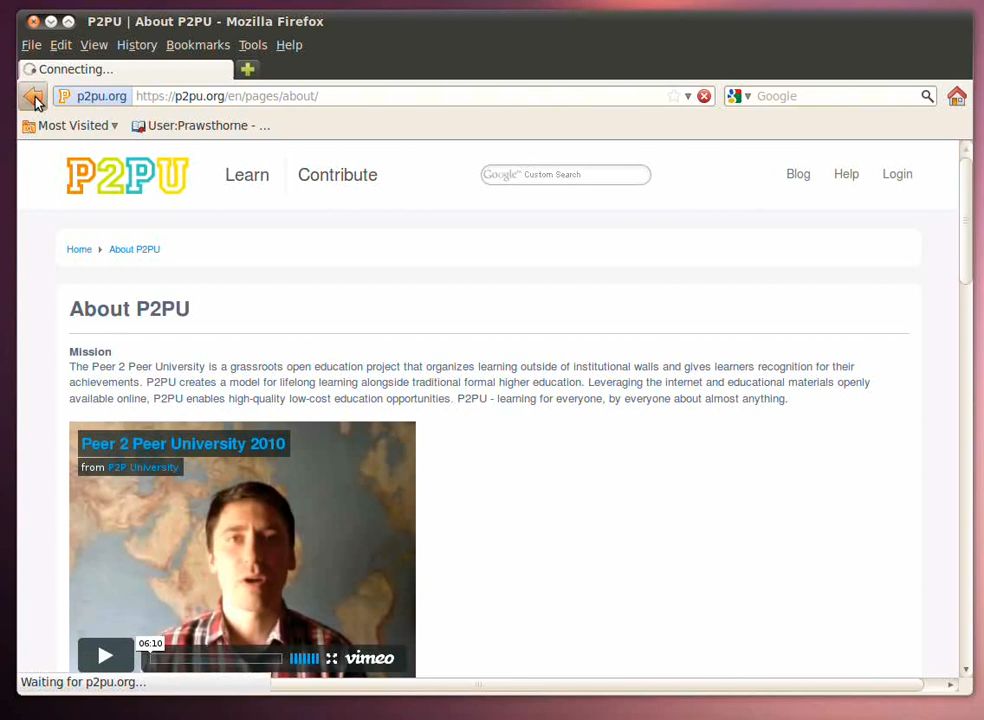 P2PU | About P2PU - Mozilla Firefox
File Edit View History Bookmarks Tools Help
Connecting...
p2pu.org https://p2pu.org/en/pages/about/ Google
Most Visited User:Prawsthorne - ...
P2PU Learn Contribute Google™ Custom Search Blog Help Login
Home About P2PU
About P2PU
Mission
The Peer 2 Peer University is a grassroots open education project that organizes learning outside of institutional walls and gives learners recognition for their
achievements. P2PU creates a model for lifelong learning alongside traditional formal higher education. Leveraging the internet and educational materials openly
available online, P2PU enables high-quality low-cost education opportunities. P2PU - learning for everyone, by everyone about almost anything.
Peer 2 Peer University 2010
from P2P University
06:10
vimeo
Waiting for p2pu.org...